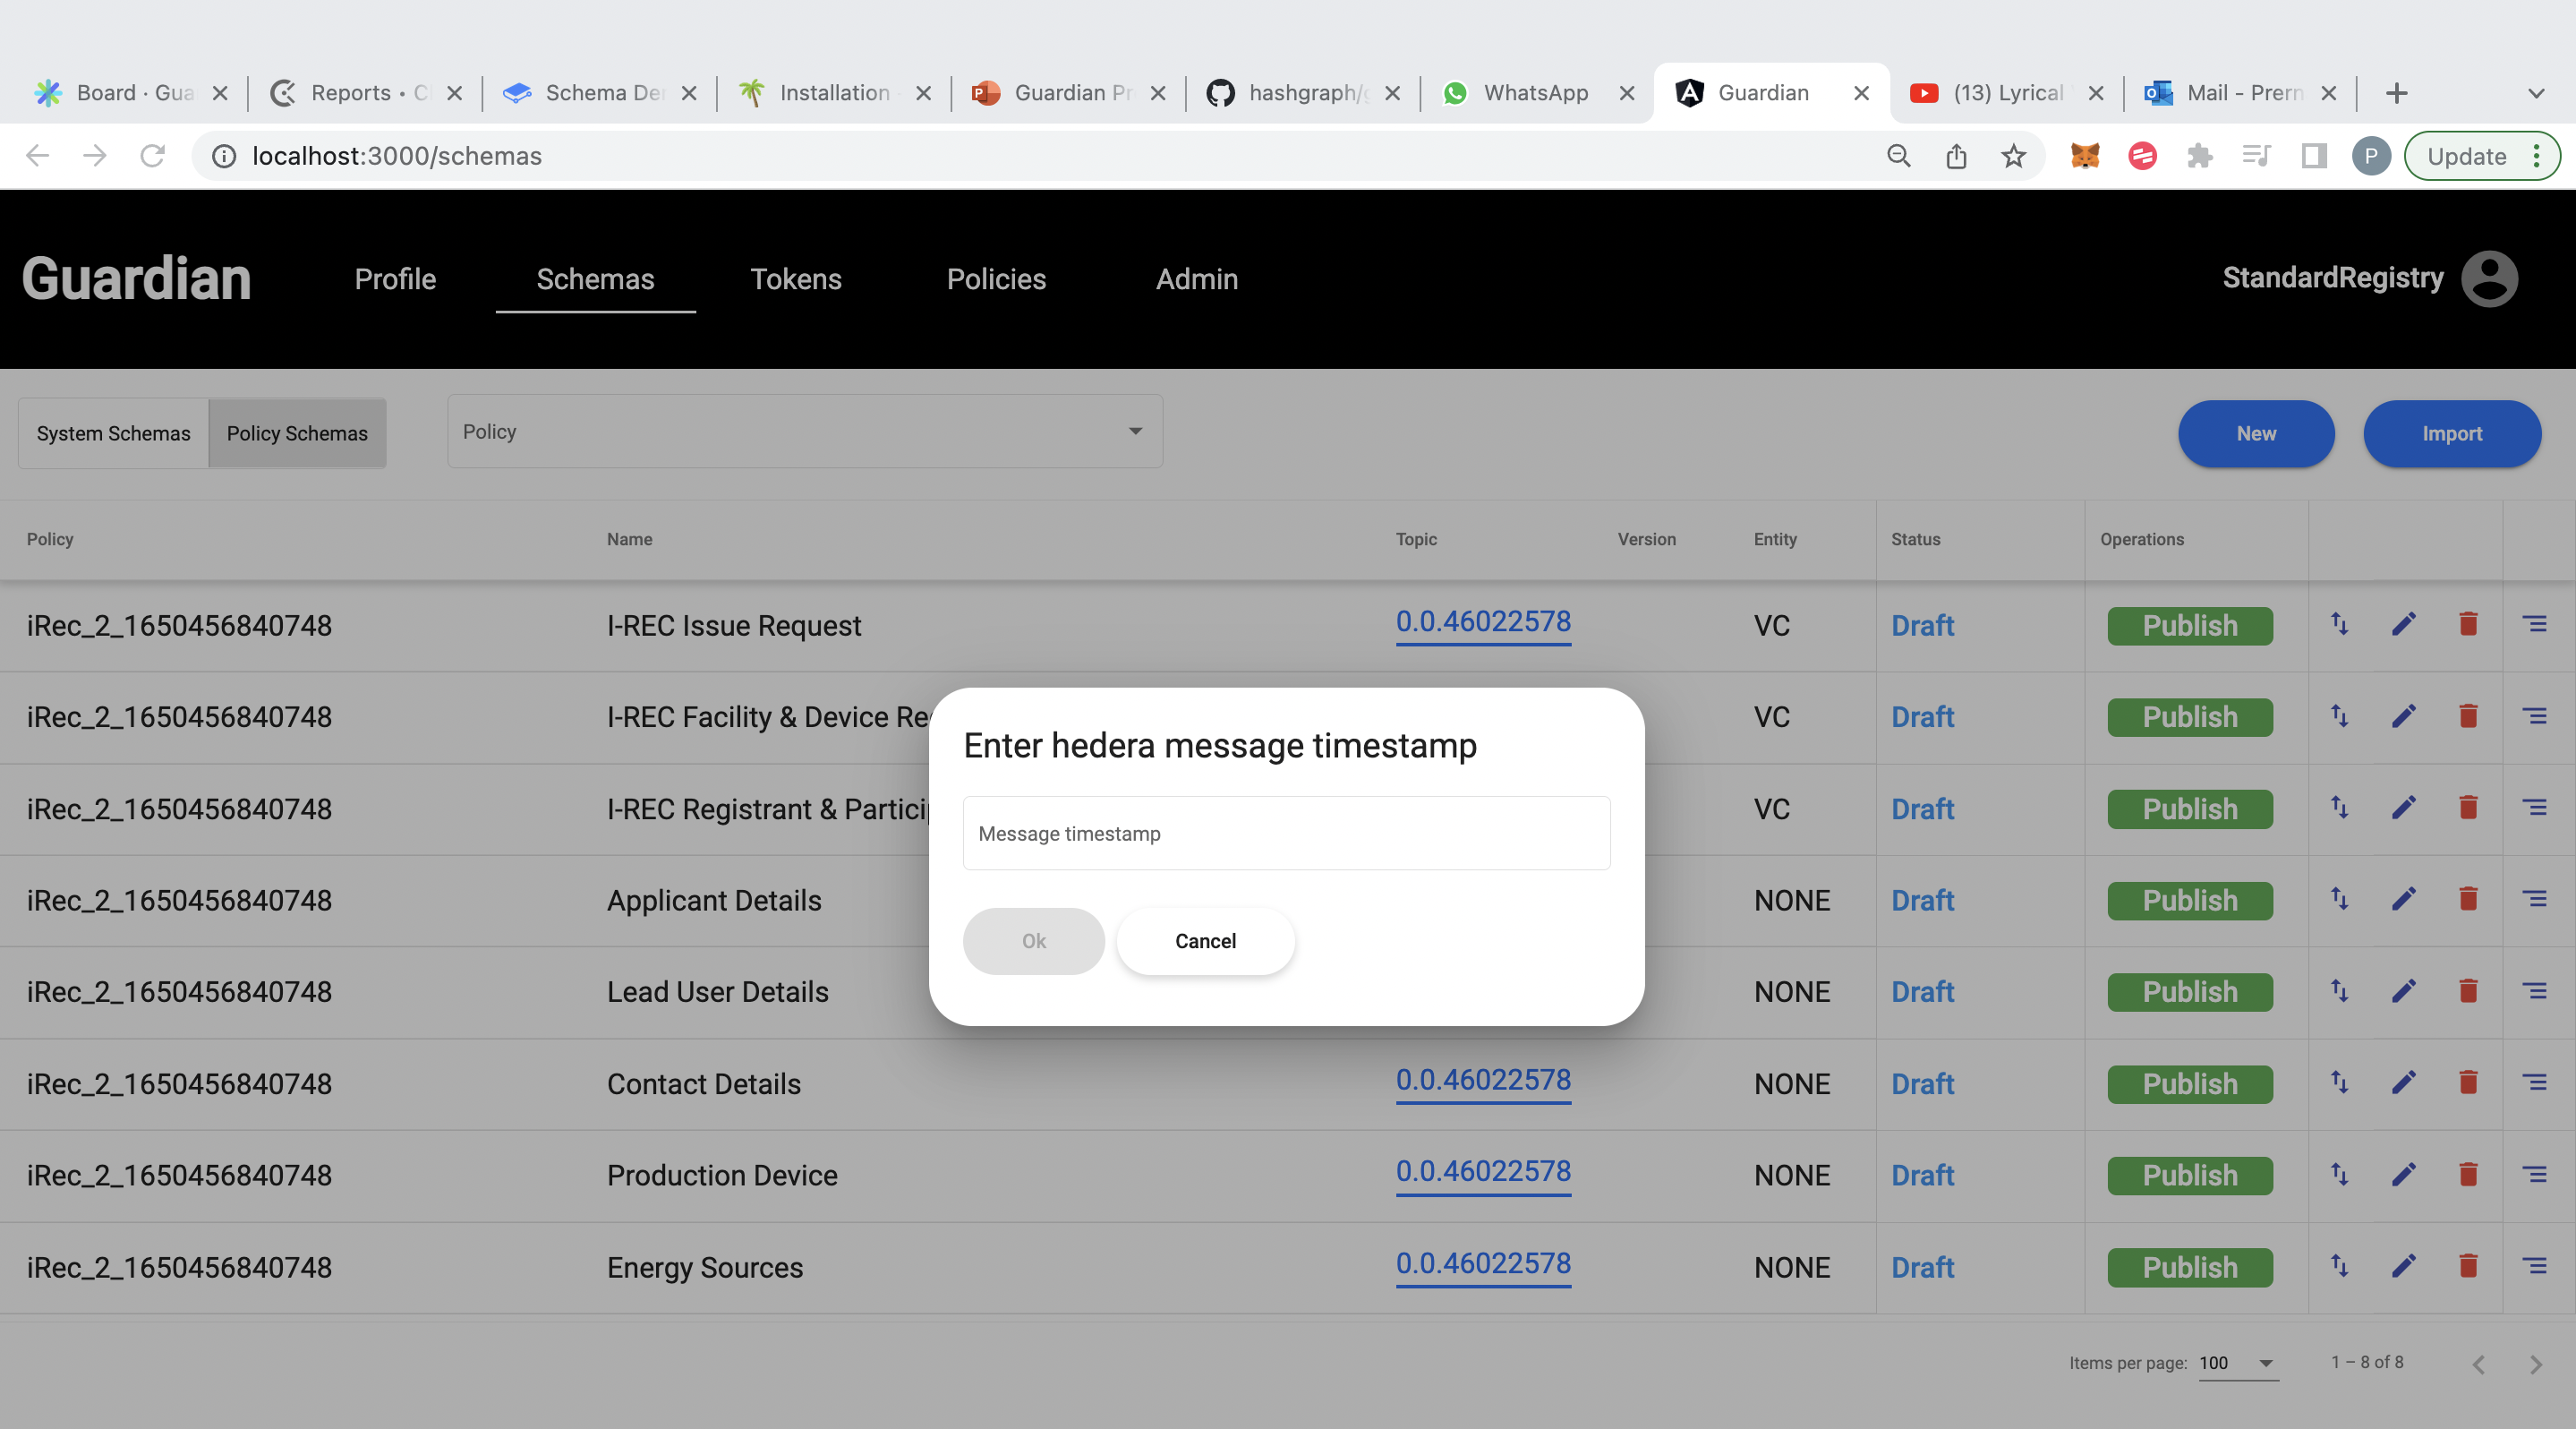 Board · Gua
Reports • C
Schema De
Installation
Guardian Pr
hashgraph/g
WhatsApp
Guardian
(13) Lyrical
Mail - Prern
localhost:3000/schemas
P
Update
Guardian
Profile
Schemas
Tokens
Policies
Admin
StandardRegistry
System Schemas
Policy Schemas
Policy
New
Import
Policy Name Topic Version Entity Status Operations
iRec_2_1650456840748 I-REC Issue Request 0.0.46022578 VC Draft Publish
iRec_2_1650456840748 I-REC Facility & Device Re VC Draft Publish
iRec_2_1650456840748 I-REC Registrant & Partici VC Draft Publish
iRec_2_1650456840748 Applicant Details NONE Draft Publish
iRec_2_1650456840748 Lead User Details NONE Draft Publish
iRec_2_1650456840748 Contact Details 0.0.46022578 NONE Draft Publish
iRec_2_1650456840748 Production Device 0.0.46022578 NONE Draft Publish
iRec_2_1650456840748 Energy Sources 0.0.46022578 NONE Draft Publish
Enter hedera message timestamp
Message timestamp
Ok
Cancel
Items per page: 100 1 – 8 of 8